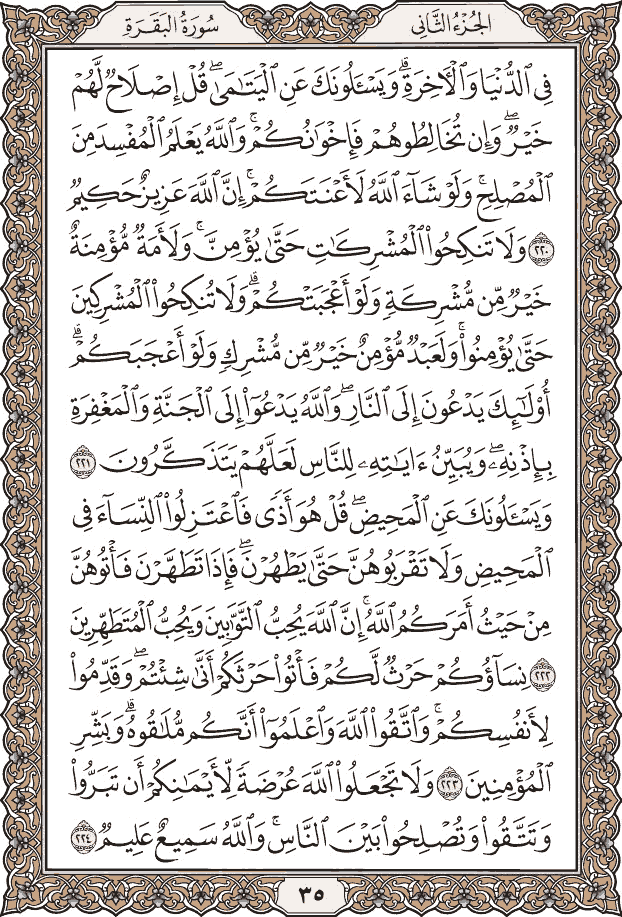 الجُزْءُ الثَّانِي
سُورَةُ البَقَرَةِ
فِي ٱلدُّنۡيَا وَٱلۡأٓخِرَةِۗ وَيَسۡـَٔلُونَكَ عَنِ ٱلۡيَتَٰمَىٰۖ قُلۡ إِصۡلَاحٞ لَّهُمۡ
خَيۡرٞۖ وَإِن تُخَالِطُوهُمۡ فَإِخۡوَٰنُكُمۡۚ وَٱللَّهُ يَعۡلَمُ ٱلۡمُفۡسِدَ مِنَ
ٱلۡمُصۡلِحِۚ وَلَوۡ شَآءَ ٱللَّهُ لَأَعۡنَتَكُمۡۚ إِنَّ ٱللَّهَ عَزِيزٌ حَكِيمٞ
٢٢٠ وَلَا تَنكِحُواْ ٱلۡمُشۡرِكَٰتِ حَتَّىٰ يُؤۡمِنَّۚ وَلَأَمَةٞ مُّؤۡمِنَةٌ
خَيۡرٞ مِّن مُّشۡرِكَةٖ وَلَوۡ أَعۡجَبَتۡكُمۡۗ وَلَا تُنكِحُواْ ٱلۡمُشۡرِكِينَ
حَتَّىٰ يُؤۡمِنُواْۚ وَلَعَبۡدٞ مُّؤۡمِنٌ خَيۡرٞ مِّن مُّشۡرِكٖ وَلَوۡ أَعۡجَبَكُمۡۗ
أُوْلَٰٓئِكَ يَدۡعُونَ إِلَى ٱلنَّارِۖ وَٱللَّهُ يَدۡعُوٓاْ إِلَى ٱلۡجَنَّةِ وَٱلۡمَغۡفِرَةِ
بِإِذۡنِهِۦۖ وَيُبَيِّنُ ءَايَٰتِهِۦ لِلنَّاسِ لَعَلَّهُمۡ يَتَذَكَّرُونَ ٢٢١
وَيَسۡـَٔلُونَكَ عَنِ ٱلۡمَحِيضِۖ قُلۡ هُوَ أَذٗى فَٱعۡتَزِلُواْ ٱلنِّسَآءَ فِي
ٱلۡمَحِيضِ وَلَا تَقۡرَبُوهُنَّ حَتَّىٰ يَطۡهُرۡنَۖ فَإِذَا تَطَهَّرۡنَ فَأۡتُوهُنَّ
مِنۡ حَيۡثُ أَمَرَكُمُ ٱللَّهُۚ إِنَّ ٱللَّهَ يُحِبُّ ٱلتَّوَّٰبِينَ وَيُحِبُّ ٱلۡمُتَطَهِّرِينَ
٢٢٢ نِسَآؤُكُمۡ حَرۡثٞ لَّكُمۡ فَأۡتُواْ حَرۡثَكُمۡ أَنَّىٰ شِئۡتُمۡۖ وَقَدِّمُواْ
لِأَنفُسِكُمۡۚ وَٱتَّقُواْ ٱللَّهَ وَٱعۡلَمُوٓاْ أَنَّكُم مُّلَٰقُوهُۗ وَبَشِّرِ
ٱلۡمُؤۡمِنِينَ ٢٢٣ وَلَا تَجۡعَلُواْ ٱللَّهَ عُرۡضَةٗ لِّأَيۡمَٰنِكُمۡ أَن تَبَرُّواْ
وَتَتَّقُواْ وَتُصۡلِحُواْ بَيۡنَ ٱلنَّاسِۚ وَٱللَّهُ سَمِيعٌ عَلِيمٞ ٢٢٤
٣٥